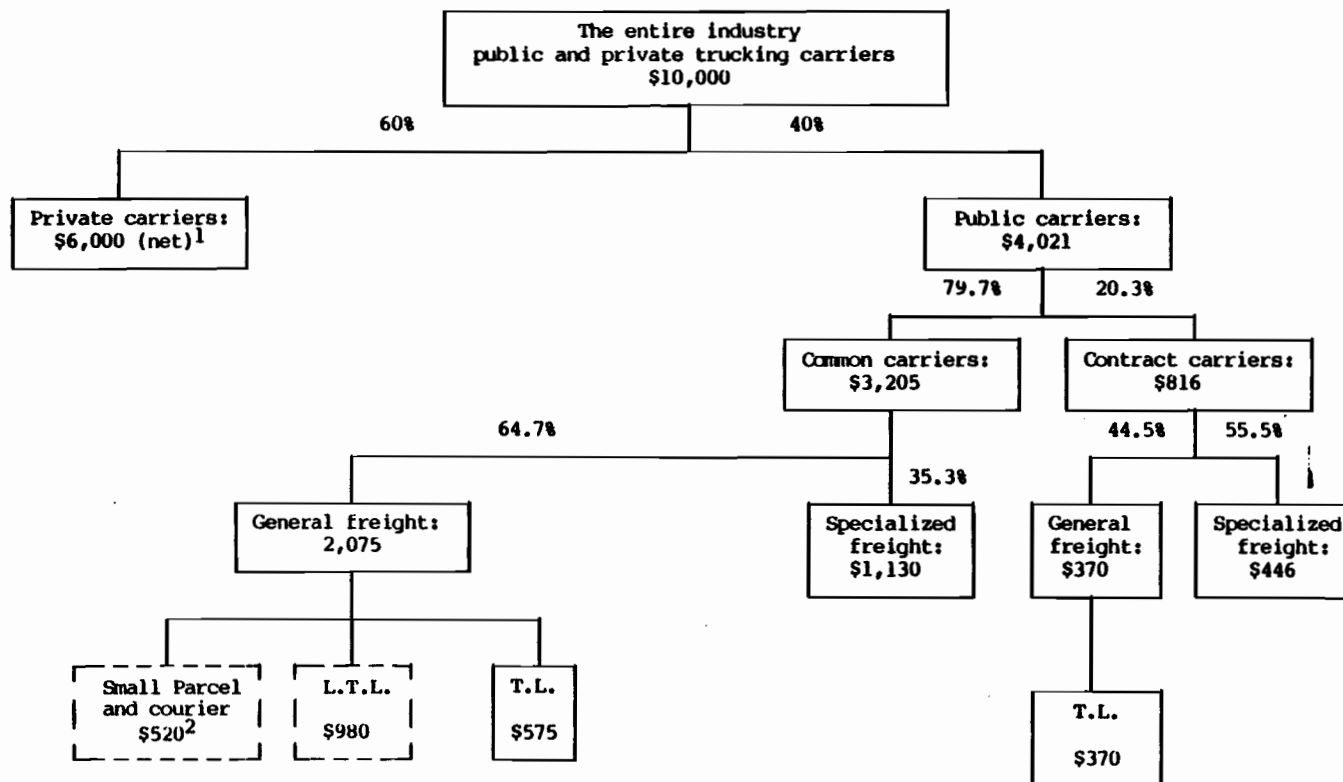 The entire industry
public and private trucking carriers
$10,000
60%
40%
Private carriers:
$6,000 (net)1
Public carriers:
$4,021
79.7%
20.3%
Common carriers:
$3,205
Contract carriers:
$816
64.7%
35.3%
44.5%
55.5%
General freight:
2,075
Specialized
freight:
$1,130
General
freight:
$370
Specialized
freight:
$446
Small Parcel
and courier
$5202
L.T.L.
$980
T.L.
$575
T.L.
$370